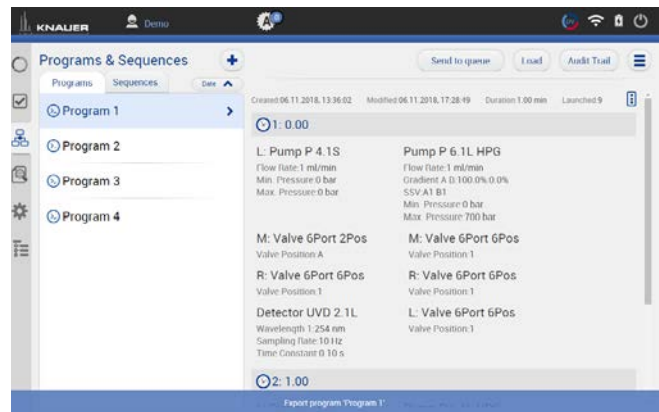 KNAUER
Demo
A
Programs & Sequences
Programs Sequences Date
Program 1
Program 2
Program 3
Program 4
Send to queue Load Audit Trail
Created:06.11.2018, 13:36:02 Modified:06.11.2018, 17:28:49 Duration:1.00 min Launched:9
1: 0.00
L: Pump P 4.1S
Flow Rate:1 ml/min
Min. Pressure:0 bar
Max. Pressure:0 bar
Pump P 6.1L HPG
Flow Rate:1 ml/min
Gradient A B:100.0%:0.0%
SSV:A1 B1
Min. Pressure:0 bar
Max. Pressure:700 bar
M: Valve 6Port 2Pos
Valve Position:A
M: Valve 6Port 6Pos
Valve Position:1
R: Valve 6Port 6Pos
Valve Position:1
R: Valve 6Port 6Pos
Valve Position:1
Detector UVD 2.1L
Wavelength 1:254 nm
Sampling Rate:10 Hz
Time Constant:0.10 s
L: Valve 6Port 6Pos
Valve Position:1
2: 1.00
Export program 'Program 1'